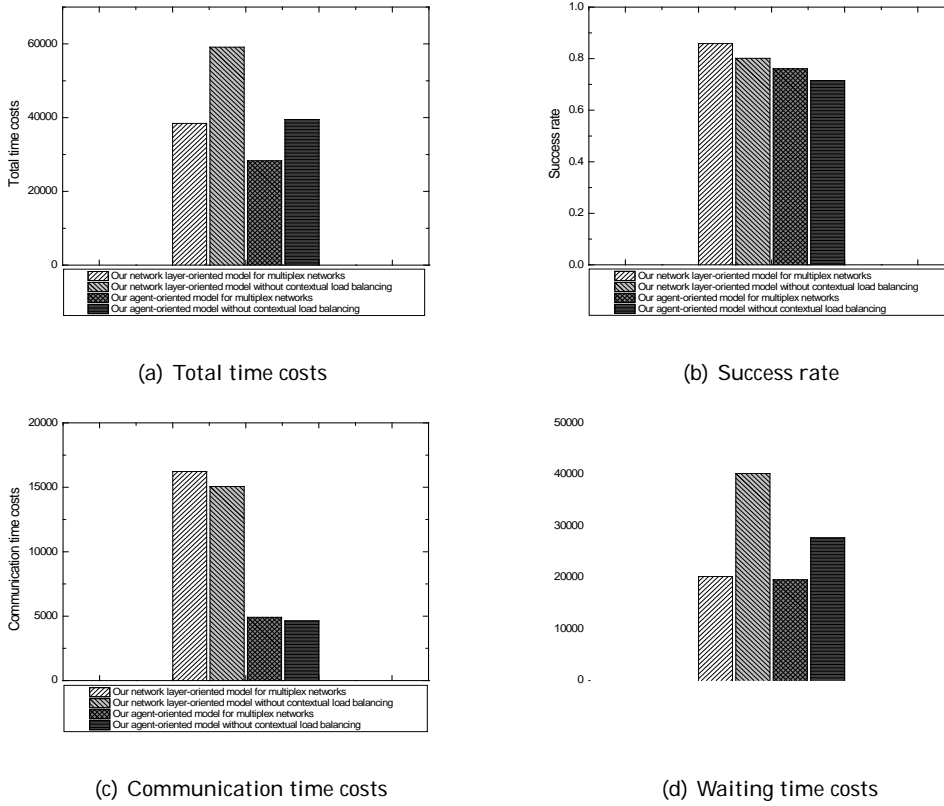 60000
40000
20000
0
Total time costs
Our network layer-oriented model for multiplex networks
Our network layer-oriented model without contextual load balancing
Our agent-oriented model for multiplex networks
Our agent-oriented model without contextual load balancing
(a) Total time costs
1.0
0.8
0.6
0.4
0.2
0.0
Success rate
Our network layer-oriented model for multiplex networks
Our network layer-oriented model without contextual load balancing
Our agent-oriented model for multiplex networks
Our agent-oriented model without contextual load balancing
(b) Success rate
20000
15000
10000
5000
0
Communication time costs
Our network layer-oriented model for multiplex networks
Our network layer-oriented model without contextual load balancing
Our agent-oriented model for multiplex networks
Our agent-oriented model without contextual load balancing
(c) Communication time costs
50000
40000
30000
20000
10000
0
(d) Waiting time costs